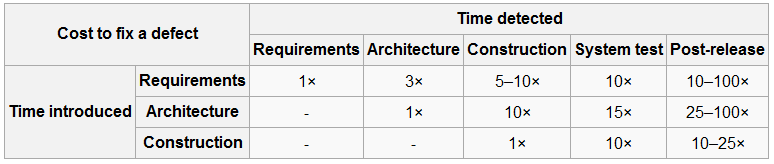 Cost to fix a defect
Time detected
Requirements Architecture Construction System test Post-release
Time introduced
Requirements 1× 3× 5–10× 10× 10–100×
Architecture - 1× 10× 15× 25–100×
Construction - - 1× 10× 10–25×